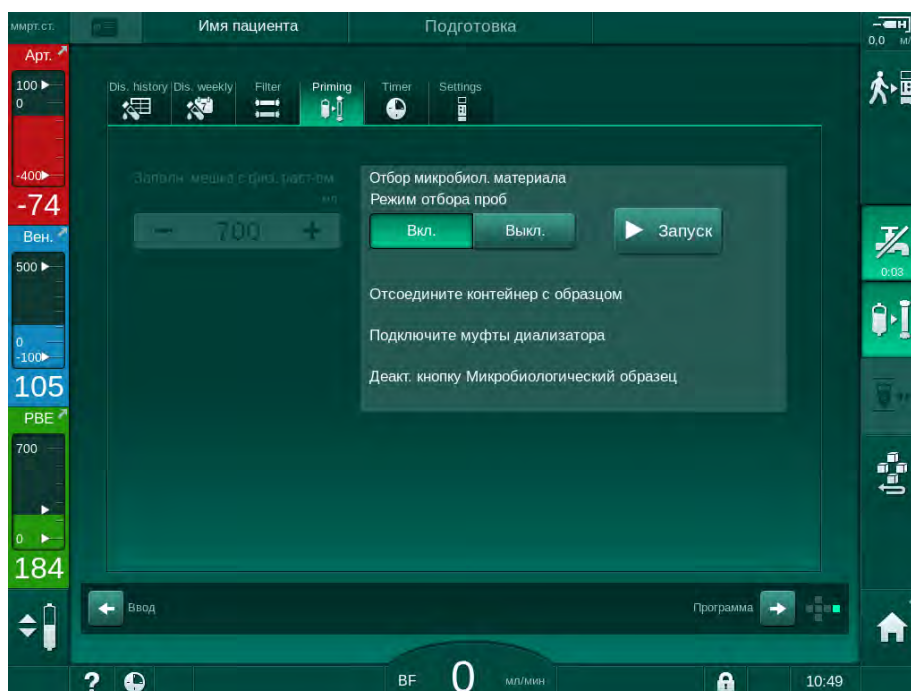 ммрт.ст.
Имя пациента
Подготовка
0,0 м/
Арт.
100
0
-400
-74
Вен.
500
0
-100
105
PBE
700
0
184
Dis. history
Dis. weekly
Filter
Priming
Timer
Settings
Заполн. мешка с физ. раст-ом
мл
− 700 +
Отбор микробиол. материала
Режим отбора проб
Вкл.
Выкл.
Запуск
Отсоедините контейнер с образцом
Подключите муфты диализатора
Деакт. кнопку Микробиологический образец
0:03
Ввод
Программа
?
BF 0 мл/мин
10:49